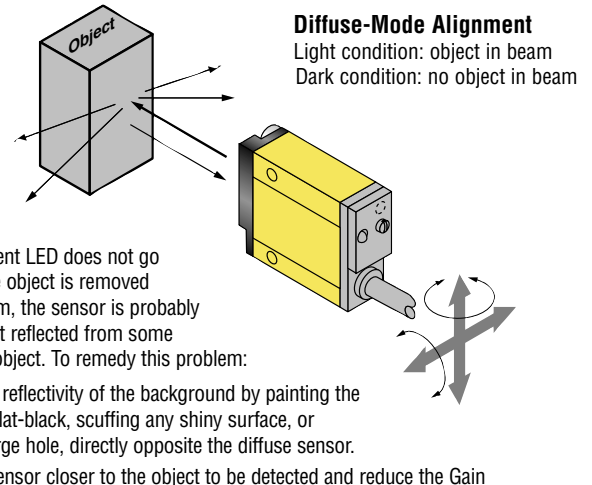 Object
Diffuse-Mode Alignment
Light condition: object in beam
Dark condition: no object in beam
ent LED does not go
object is removed
m, the sensor is probably
t reflected from some
object. To remedy this problem:
reflectivity of the background by painting the
lat-black, scuffing any shiny surface, or
rge hole, directly opposite the diffuse sensor.
ensor closer to the object to be detected and reduce the Gain